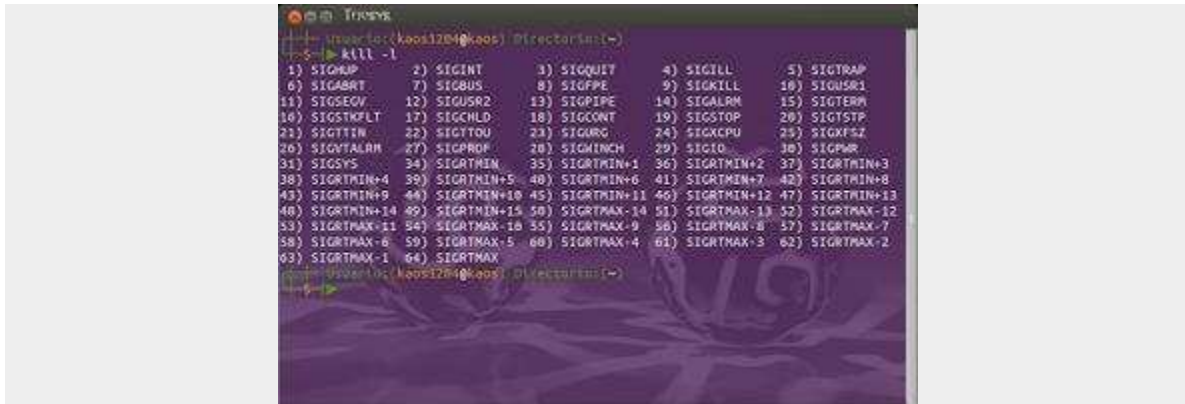 Usuario:(kaos1204@kaos) Directorio:(~)
$ kill -l
1) SIGHUP 2) SIGINT 3) SIGQUIT 4) SIGILL 5) SIGTRAP
6) SIGABRT 7) SIGBUS 8) SIGFPE 9) SIGKILL 10) SIGUSR1
11) SIGSEGV 12) SIGUSR2 13) SIGPIPE 14) SIGALRM 15) SIGTERM
16) SIGSTKFLT 17) SIGCHLD 18) SIGCONT 19) SIGSTOP 20) SIGTSTP
21) SIGTTIN 22) SIGTTOU 23) SIGURG 24) SIGXCPU 25) SIGXFSZ
26) SIGVTALRM 27) SIGPROF 28) SIGWINCH 29) SIGIO 30) SIGPWR
31) SIGSYS 34) SIGRTMIN 35) SIGRTMIN+1 36) SIGRTMIN+2 37) SIGRTMIN+3
38) SIGRTMIN+4 39) SIGRTMIN+5 40) SIGRTMIN+6 41) SIGRTMIN+7 42) SIGRTMIN+8
43) SIGRTMIN+9 44) SIGRTMIN+10 45) SIGRTMIN+11 46) SIGRTMIN+12 47) SIGRTMIN+13
48) SIGRTMIN+14 49) SIGRTMIN+15 50) SIGRTMAX-14 51) SIGRTMAX-13 52) SIGRTMAX-12
53) SIGRTMAX-11 54) SIGRTMAX-10 55) SIGRTMAX-9 56) SIGRTMAX-8 57) SIGRTMAX-7
58) SIGRTMAX-6 59) SIGRTMAX-5 60) SIGRTMAX-4 61) SIGRTMAX-3 62) SIGRTMAX-2
63) SIGRTMAX-1 64) SIGRTMAX
Usuario:(kaos1204@kaos) Directorio:(~)
$